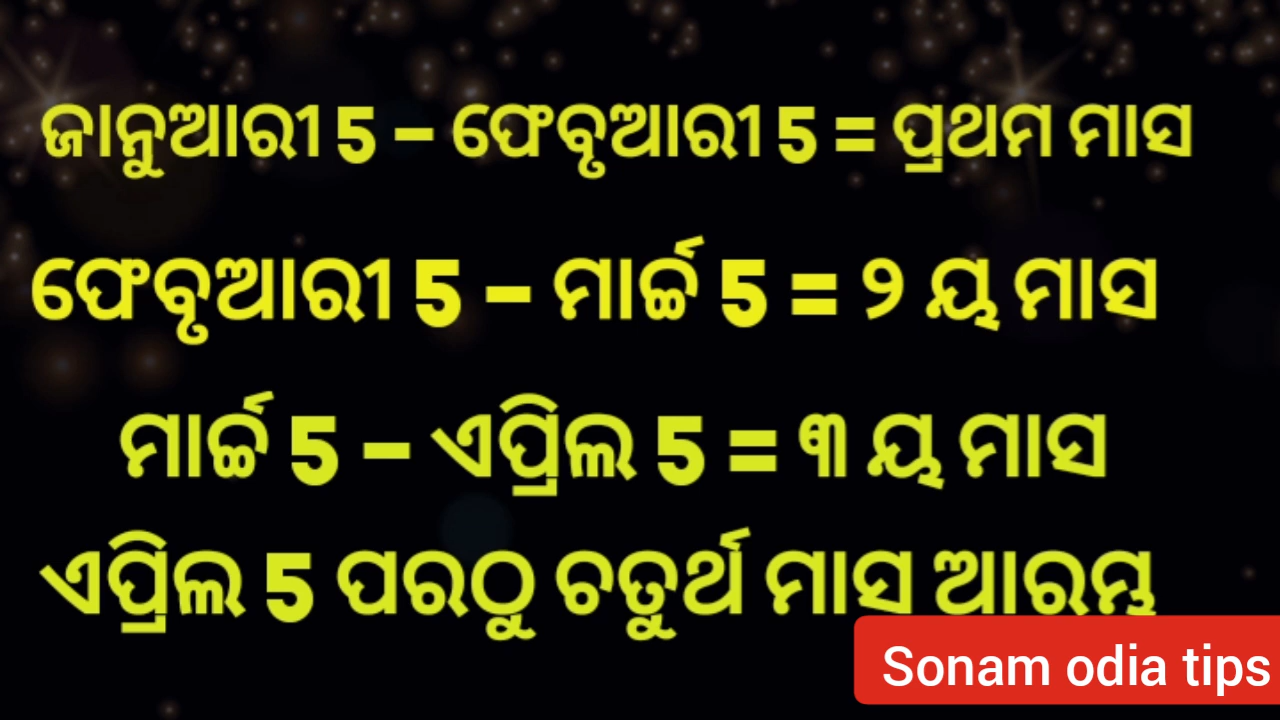 ଜାନୁଆରୀ 5 – ଫେବୃଆରୀ 5 = ପ୍ରଥମ ମାସ
ଫେବୃଆରୀ 5 – ମାର୍ଚ୍ଚ 5 = ୨ ୟ ମାସ
ମାର୍ଚ୍ଚ 5 – ଏପ୍ରିଲ 5 = ୩ ୟ ମାସ
ଏପ୍ରିଲ 5 ପରଠୁ ଚତୁର୍ଥ ମାସ ଆରମ୍ଭ
Sonam odia tips